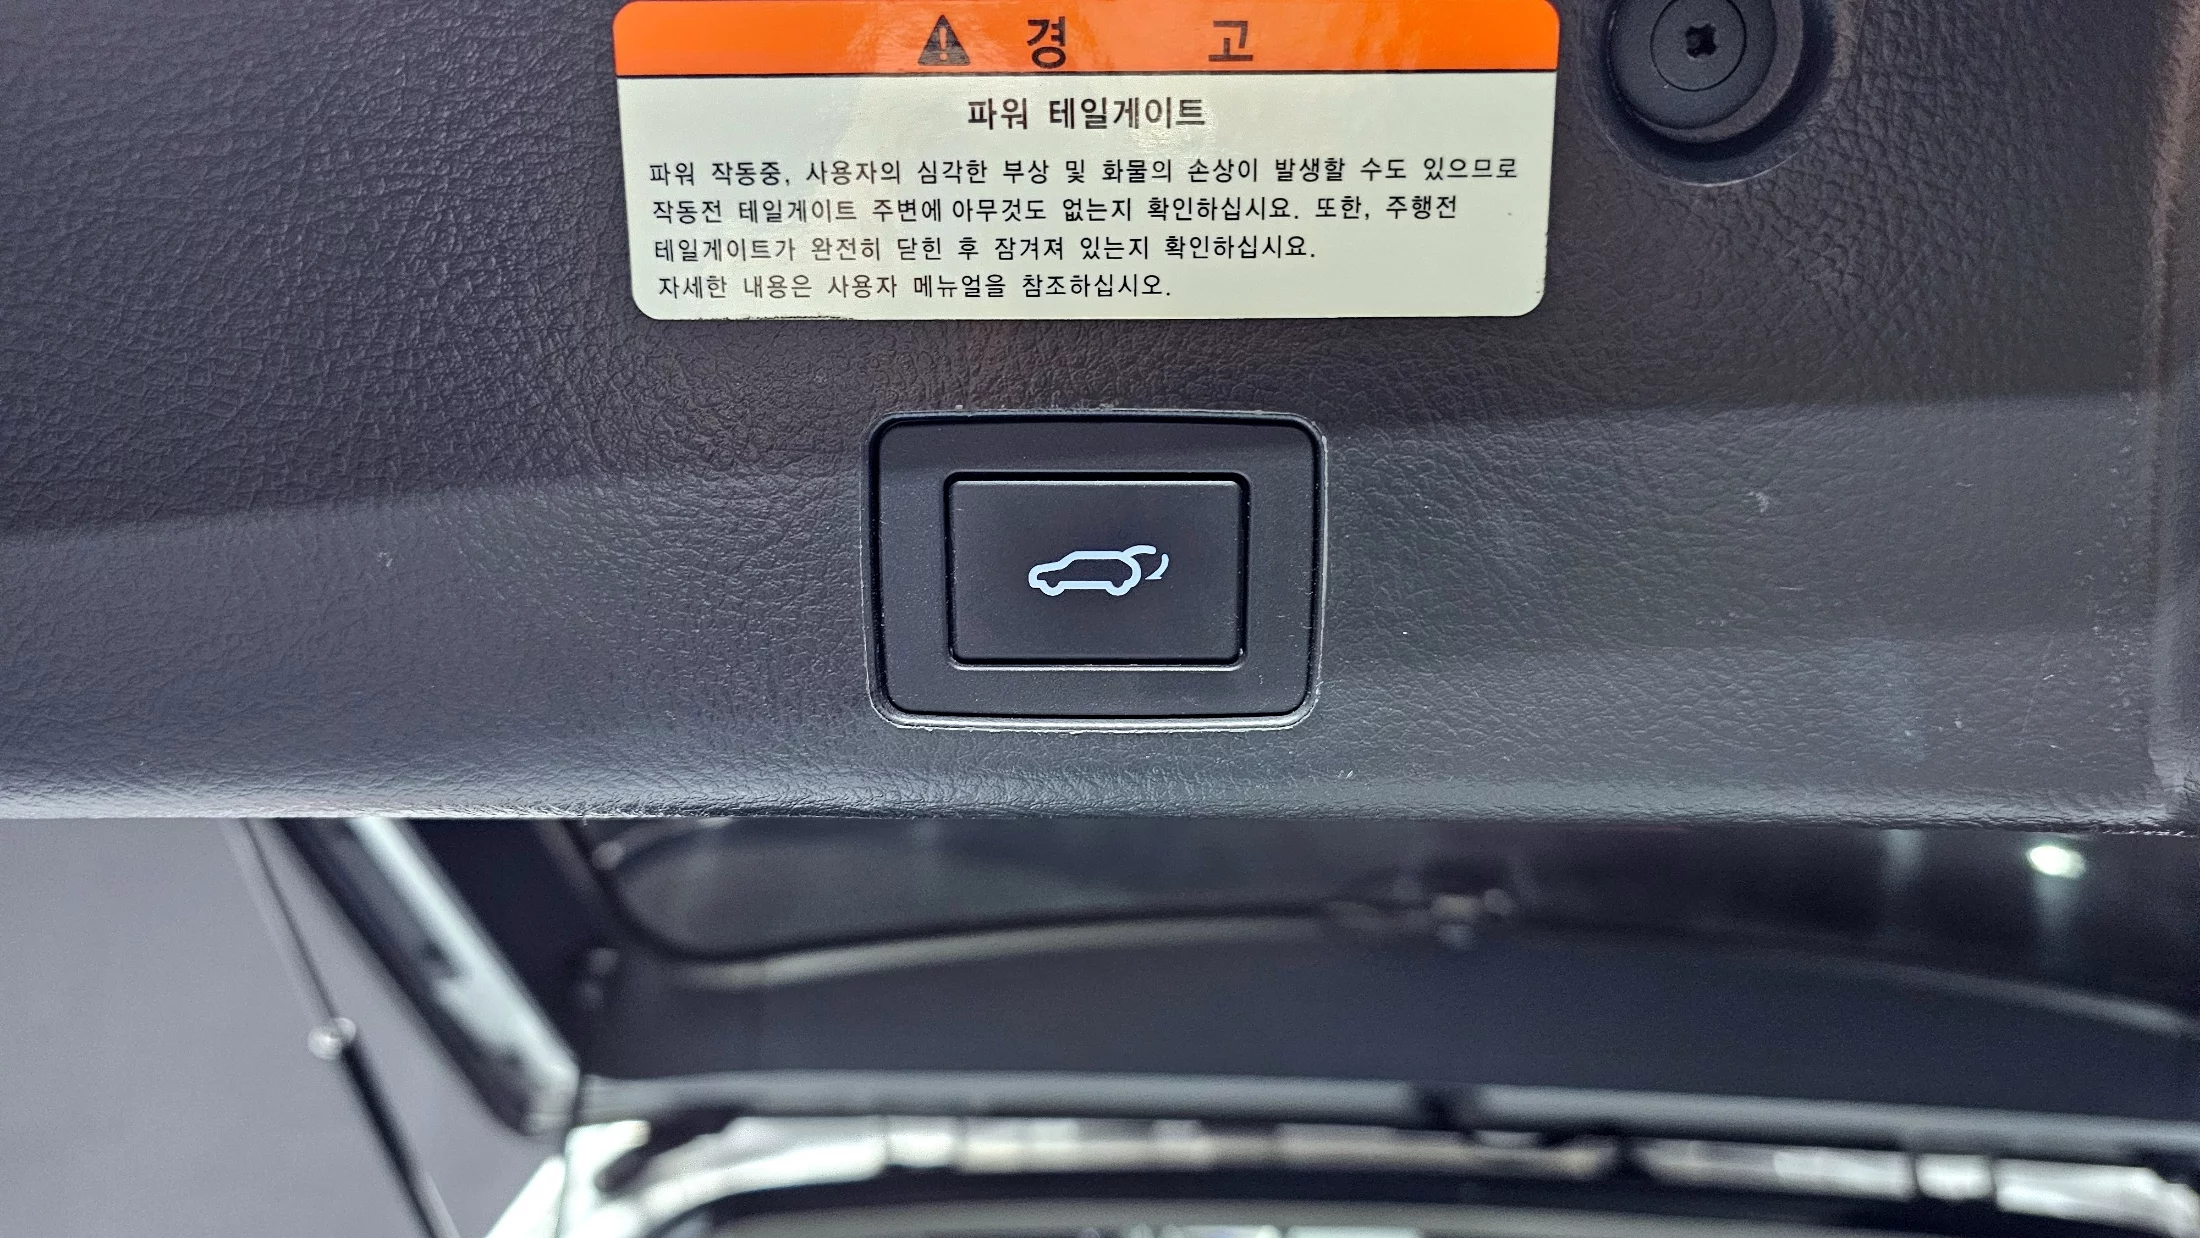 경 고
파워 테일게이트
파워 작동중, 사용자의 심각한 부상 및 화물의 손상이 발생할 수도 있으므로
작동전 테일게이트 주변에 아무것도 없는지 확인하십시요. 또한, 주행전
테일게이트가 완전히 닫힌 후 잠겨져 있는지 확인하십시요.
자세한 내용은 사용자 메뉴얼을 참조하십시오.